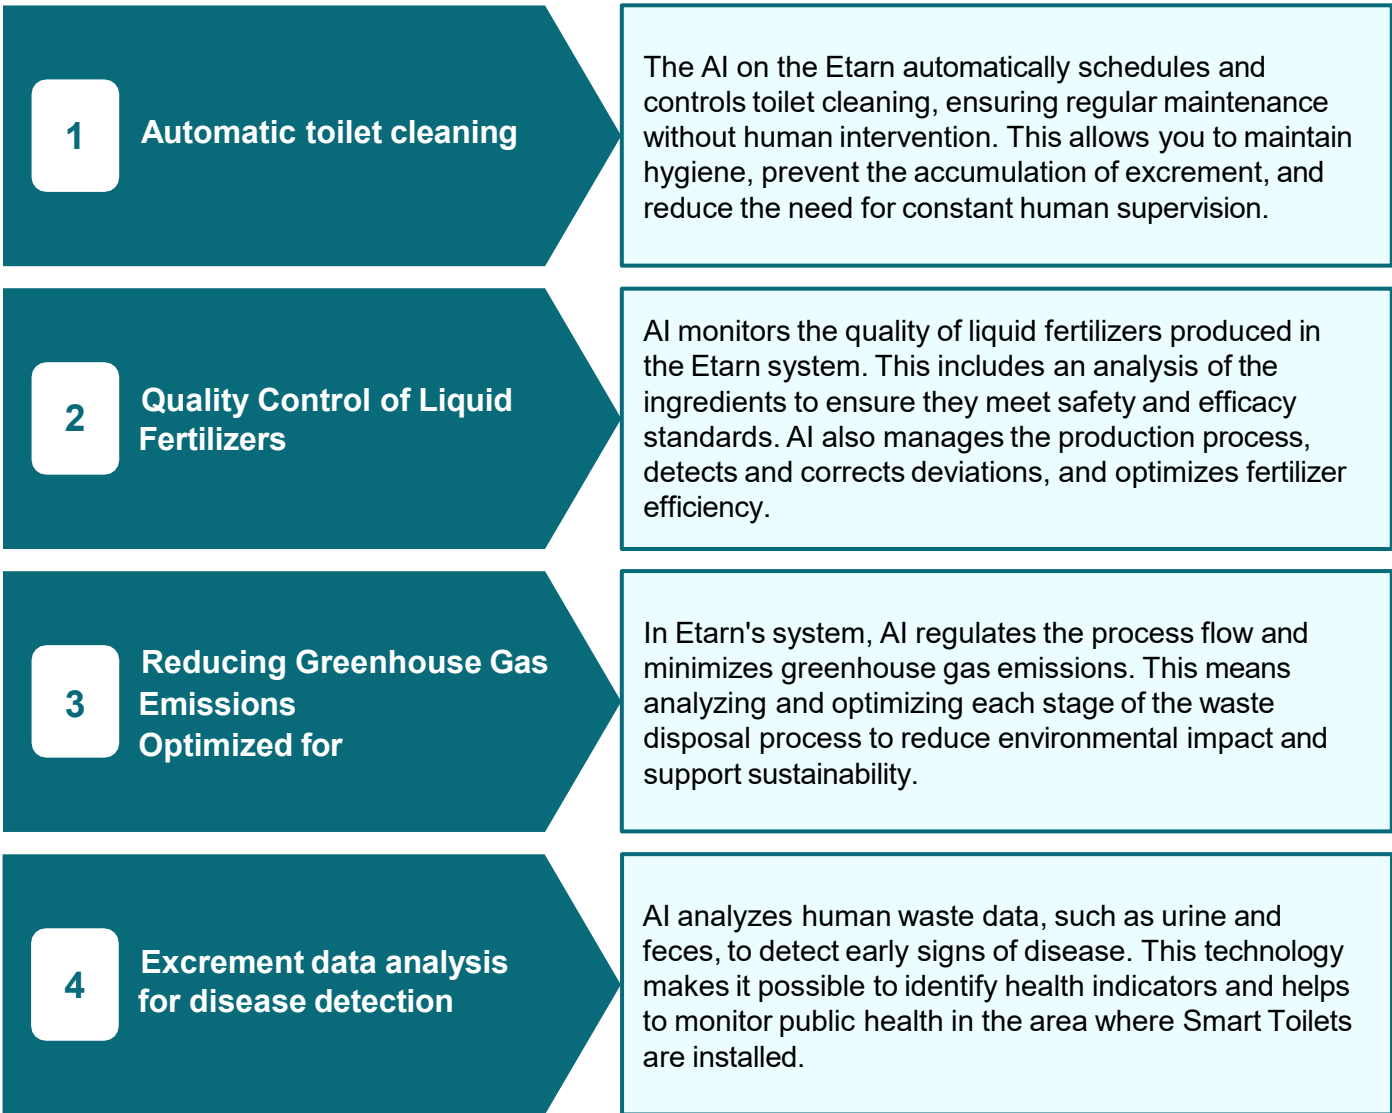 1
Automatic toilet cleaning
The AI on the Etarn automatically schedules and
controls toilet cleaning, ensuring regular maintenance
without human intervention. This allows you to maintain
hygiene, prevent the accumulation of excrement, and
reduce the need for constant human supervision.
2
Quality Control of Liquid
Fertilizers
AI monitors the quality of liquid fertilizers produced in
the Etarn system. This includes an analysis of the
ingredients to ensure they meet safety and efficacy
standards. AI also manages the production process,
detects and corrects deviations, and optimizes fertilizer
efficiency.
3
Reducing Greenhouse Gas
Emissions
Optimized for
In Etarn's system, AI regulates the process flow and
minimizes greenhouse gas emissions. This means
analyzing and optimizing each stage of the waste
disposal process to reduce environmental impact and
support sustainability.
4
Excrement data analysis
for disease detection
AI analyzes human waste data, such as urine and
feces, to detect early signs of disease. This technology
makes it possible to identify health indicators and helps
to monitor public health in the area where Smart Toilets
are installed.